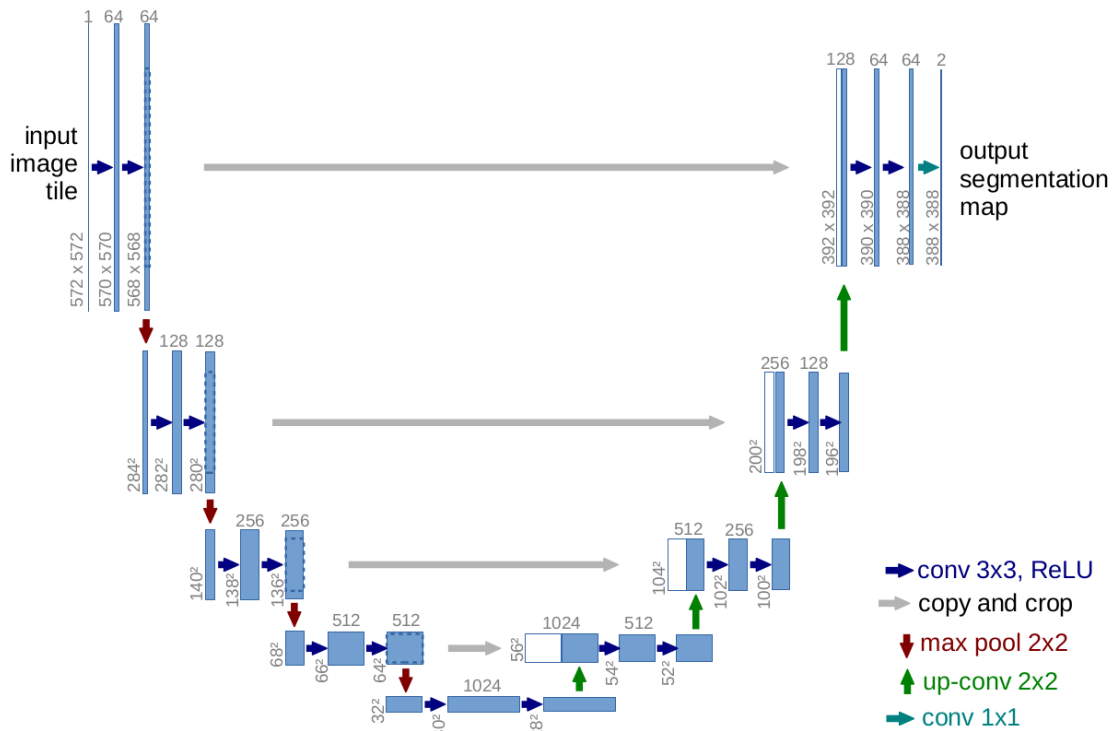 1 64 64
input
image
tile
572 x 572
570 x 570
568 x 568
128 64 64 2
output
segmentation
map
392 x 392
390 x 390
388 x 388
388 x 388
128 128
284²
282²
280²
256 128
200²
198²
196²
256 256
140²
138²
136²
512 256
104²
102²
100²
512 512
68²
66²
64²
1024 512
56²
54²
52²
1024
32²
conv 3x3, ReLU
copy and crop
max pool 2x2
up-conv 2x2
conv 1x1